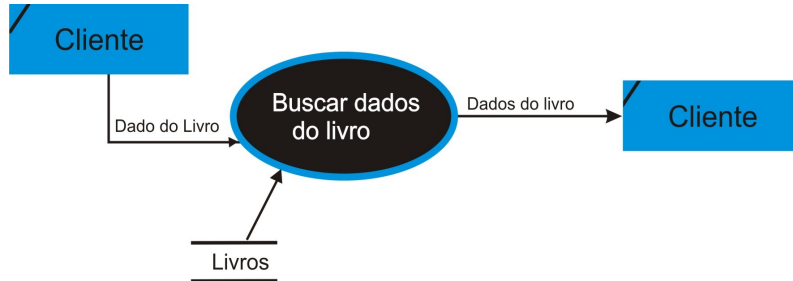 Cliente
Dado do Livro
Buscar dados
do livro
Dados do livro
Cliente
Livros